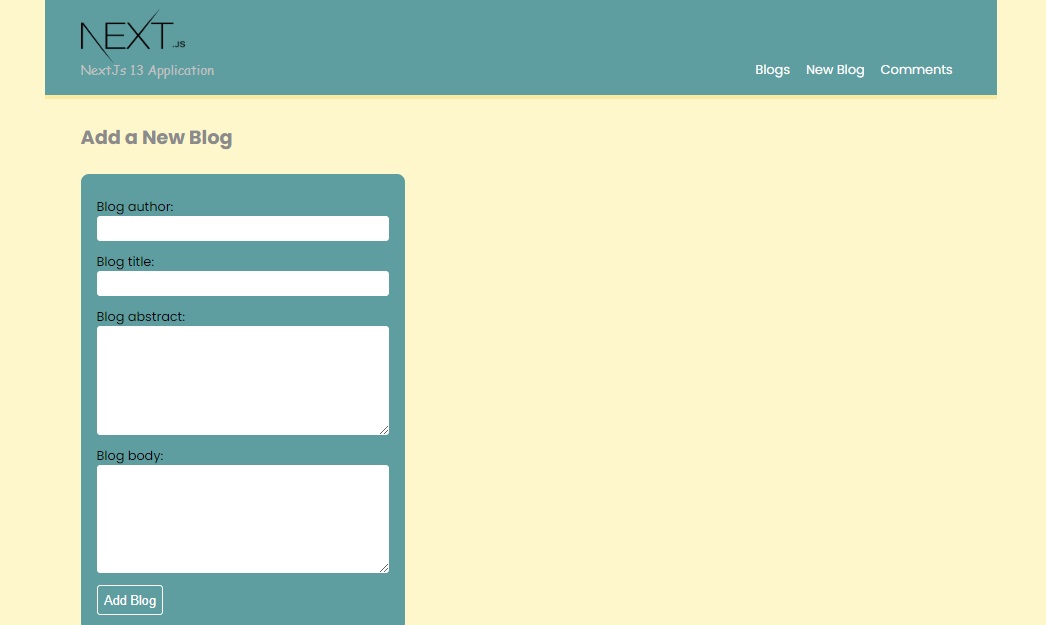 NEXT.JS
NextJs 13 Application
Blogs New Blog Comments
Add a New Blog
Blog author:
Blog title:
Blog abstract:
Blog body:
Add Blog